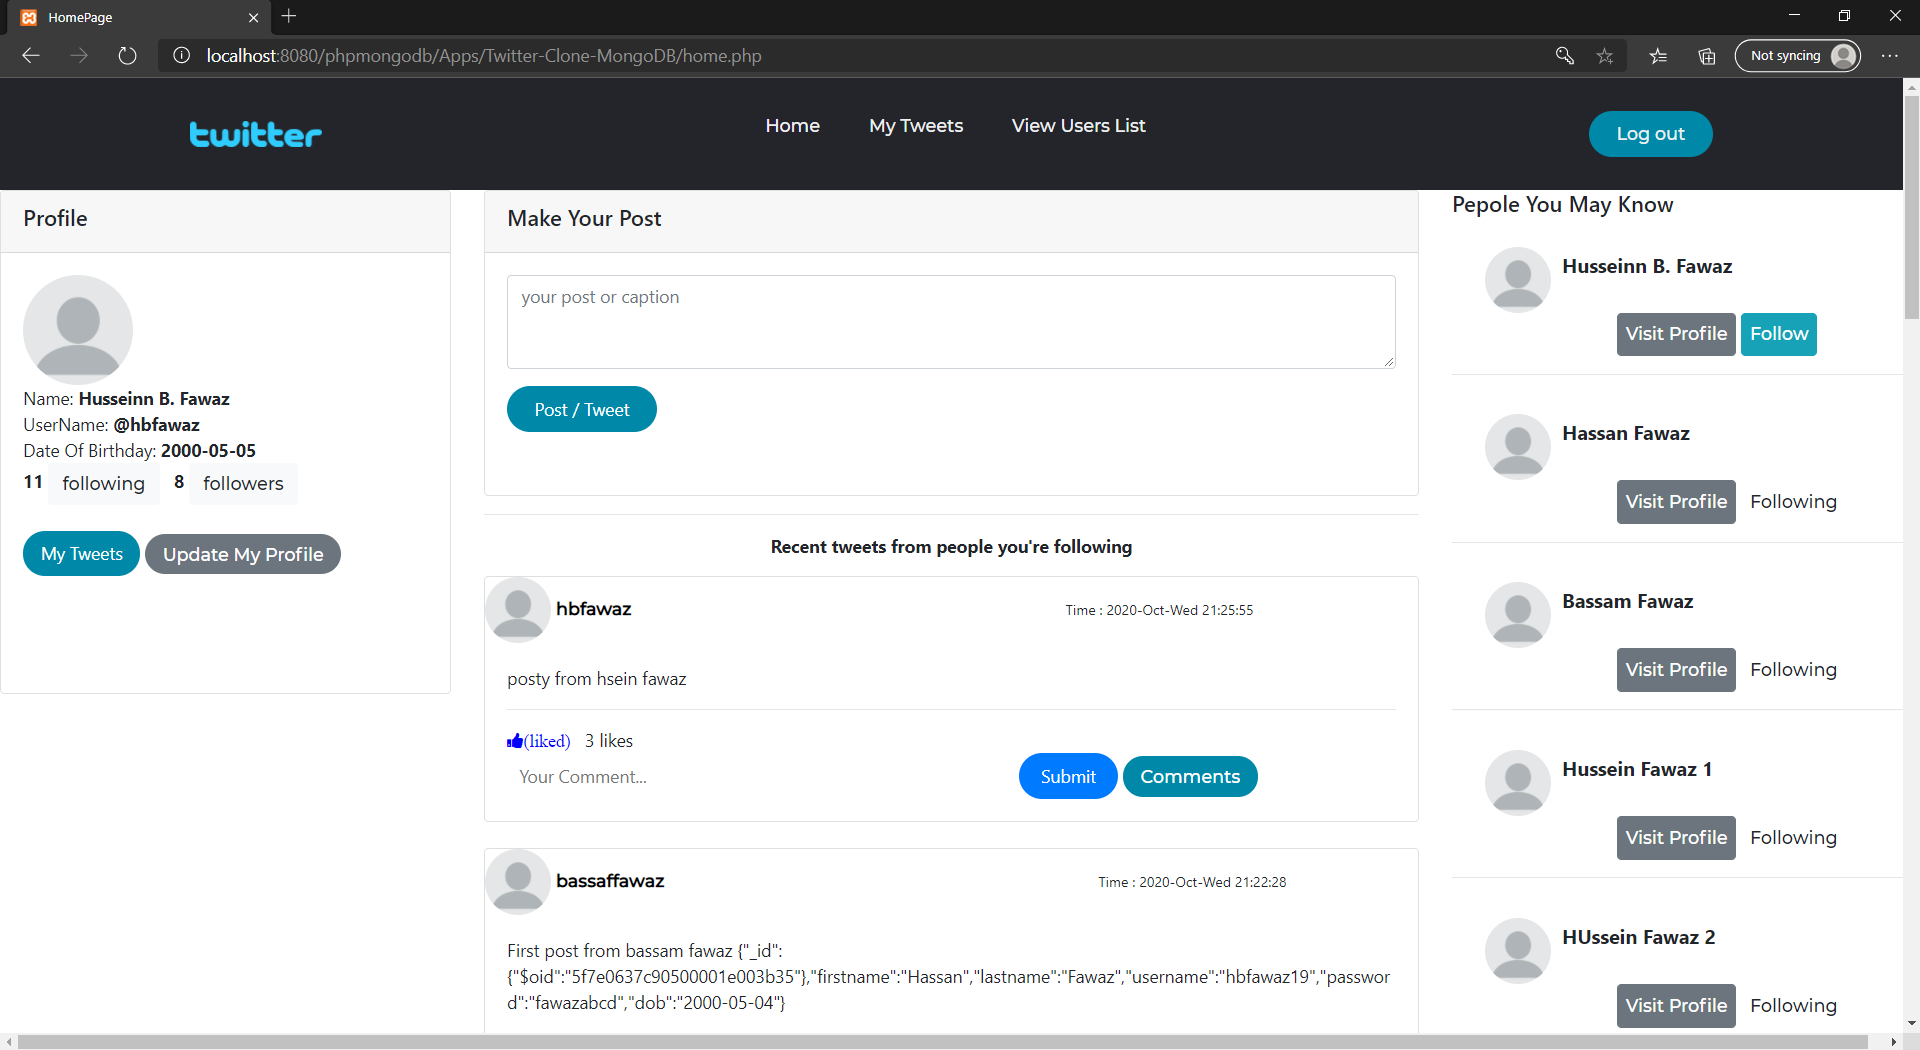 HomePage
localhost:8080/phpmongodb/Apps/Twitter-Clone-MongoDB/home.php
Not syncing
twitter
Home
My Tweets
View Users List
Log out
Profile
Name: Husseinn B. Fawaz
UserName: @hbfawaz
Date Of Birthday: 2000-05-05
11 following 8 followers
My Tweets
Update My Profile
Make Your Post
your post or caption
Post / Tweet
Recent tweets from people you're following
hbfawaz
Time : 2020-Oct-Wed 21:25:55
posty from hsein fawaz
(liked) 3 likes
Your Comment...
Submit
Comments
bassaffawaz
Time : 2020-Oct-Wed 21:22:28
First post from bassam fawaz {"_id":
{"$oid":"5f7e0637c90500001e003b35"},"firstname":"Hassan","lastname":"Fawaz","username":"hbfawaz19","passwor
d":"fawazabcd","dob":"2000-05-04"}
Pepole You May Know
Husseinn B. Fawaz
Visit Profile
Follow
Hassan Fawaz
Visit Profile
Following
Bassam Fawaz
Visit Profile
Following
Hussein Fawaz 1
Visit Profile
Following
HUssein Fawaz 2
Visit Profile
Following